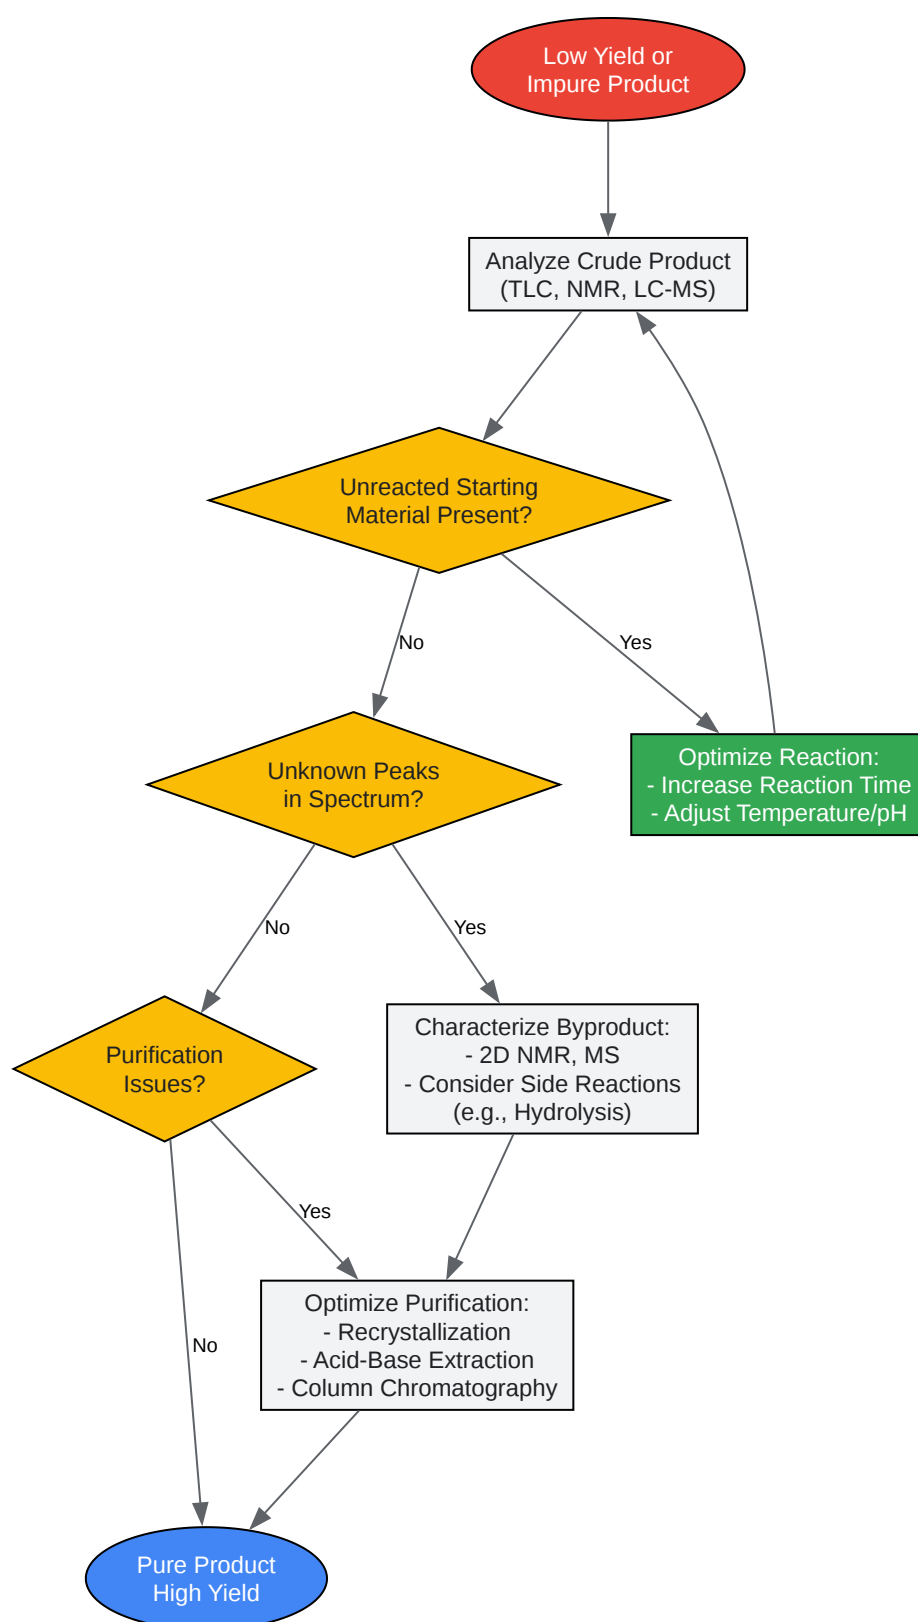 Low Yield or
Impure Product
Analyze Crude Product
(TLC, NMR, LC-MS)
Unreacted Starting
Material Present?
No
Yes
Unknown Peaks
in Spectrum?
Optimize Reaction:
- Increase Reaction Time
- Adjust Temperature/pH
No
Yes
Purification
Issues?
Characterize Byproduct:
- 2D NMR, MS
- Consider Side Reactions
(e.g., Hydrolysis)
Yes
No
Optimize Purification:
- Recrystallization
- Acid-Base Extraction
- Column Chromatography
Pure Product
High Yield